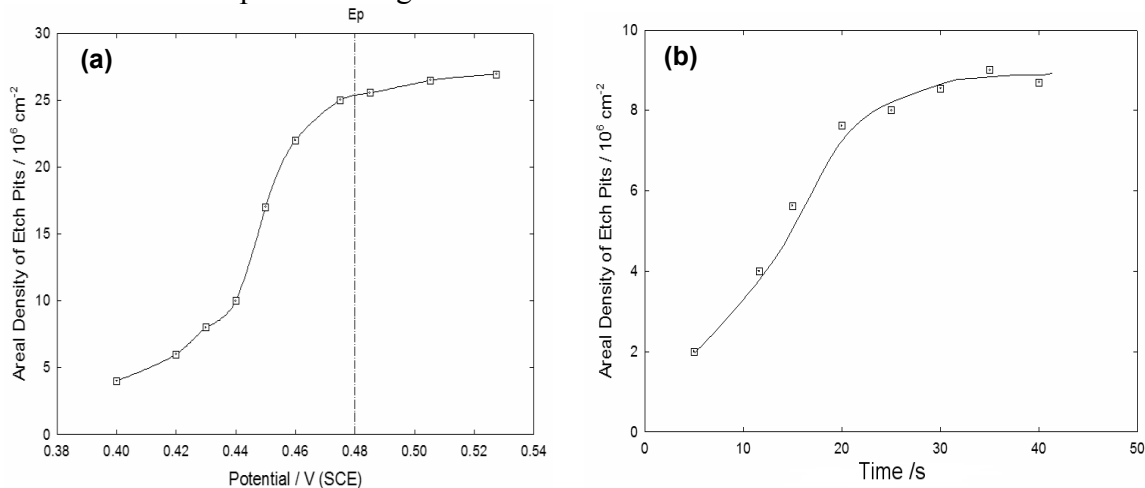 Ep
(a)
30
25
20
15
10
5
0
0.38 0.40 0.42 0.44 0.46 0.48 0.50 0.52 0.54
Areal Density of Etch Pits / 10⁶ cm⁻²
Potential / V (SCE)
(b)
10
8
6
4
2
0
0 10 20 30 40 50
Areal Density of Etch Pits / 10⁶ cm⁻²
Time /s